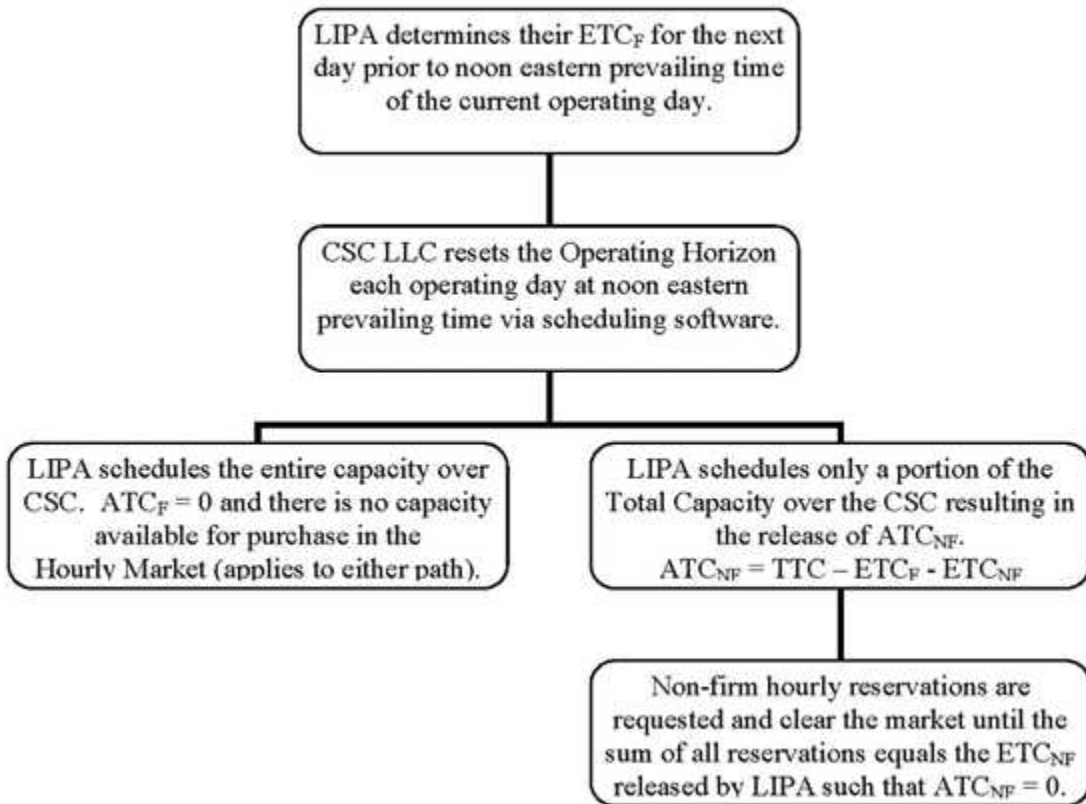 LIPA determines their ETCF for the next
day prior to noon eastern prevailing time
of the current operating day.
CSC LLC resets the Operating Horizon
each operating day at noon eastern
prevailing time via scheduling software.
LIPA schedules the entire capacity over
CSC. ATCF = 0 and there is no capacity
available for purchase in the
Hourly Market (applies to either path).
LIPA schedules only a portion of the
Total Capacity over the CSC resulting in
the release of ATCNF.
ATCNF = TTC – ETCF - ETCNF
Non-firm hourly reservations are
requested and clear the market until the
sum of all reservations equals the ETCNF
released by LIPA such that ATCNF = 0.